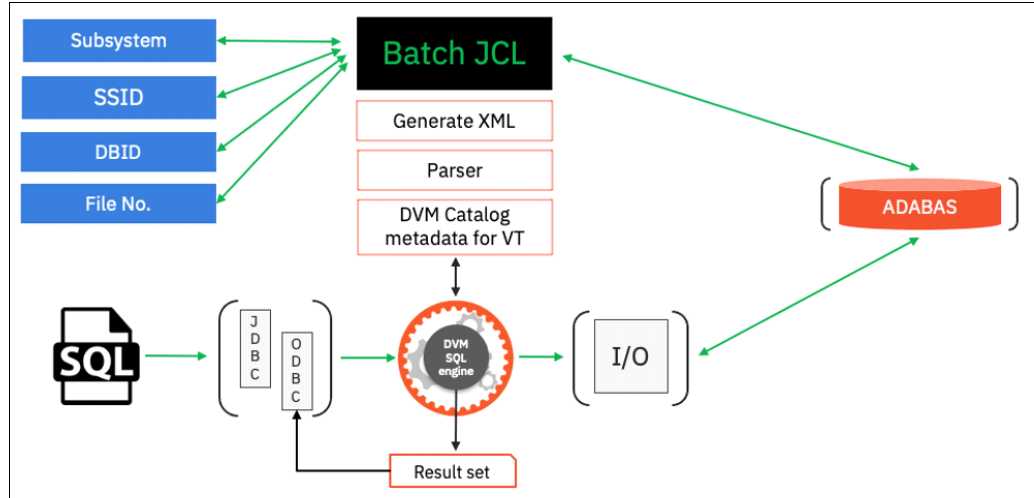 Subsystem
SSID
DBID
File No.
Batch JCL
Generate XML
Parser
DVM Catalog
metadata for VT
ADABAS
SQL
J
D
B
C
O
D
B
C
DVM
SQL
engine
I/O
Result set